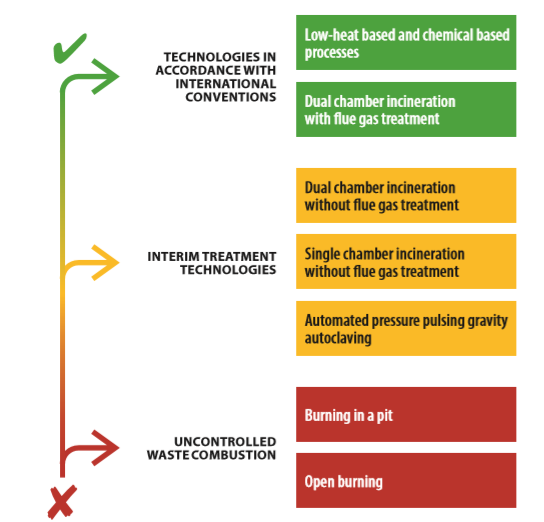 TECHNOLOGIES IN
ACCORDANCE WITH
INTERNATIONAL
CONVENTIONS
Low-heat based and chemical based
processes
Dual chamber incineration
with flue gas treatment
INTERIM TREATMENT
TECHNOLOGIES
Dual chamber incineration
without flue gas treatment
Single chamber incineration
without flue gas treatment
Automated pressure pulsing gravity
autoclaving
UNCONTROLLED
WASTE COMBUSTION
Burning in a pit
Open burning